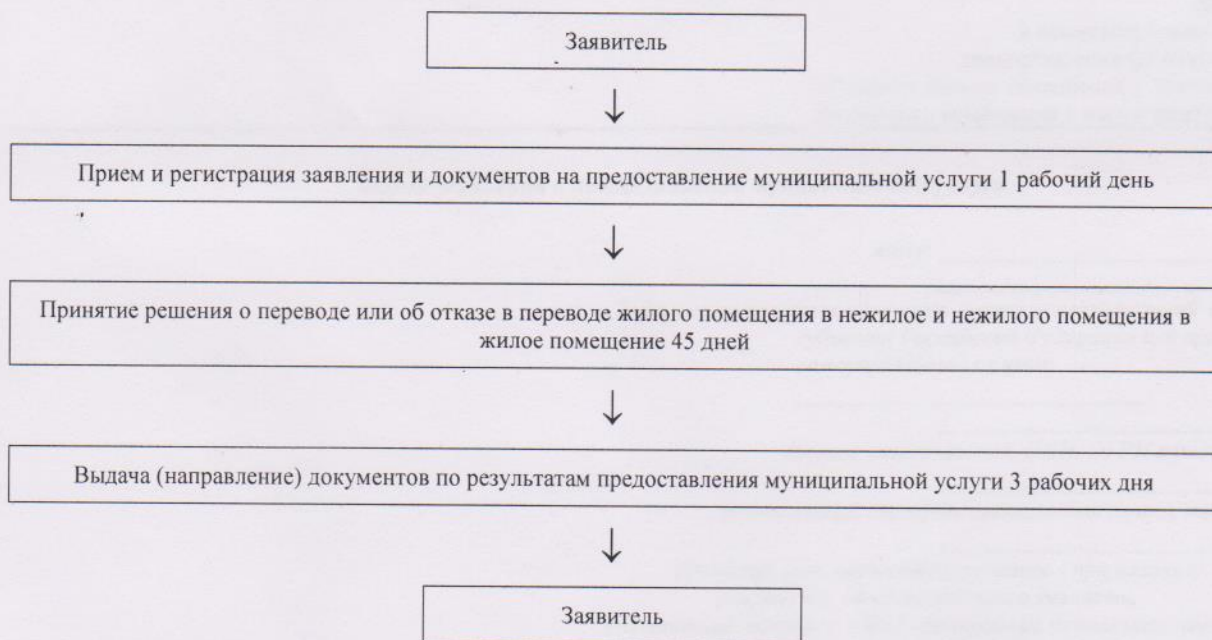 Заявитель
Прием и регистрация заявления и документов на предоставление муниципальной услуги 1 рабочий день
Принятие решения о переводе или об отказе в переводе жилого помещения в нежилое и нежилого помещения в
жилое помещение 45 дней
Выдача (направление) документов по результатам предоставления муниципальной услуги 3 рабочих дня
Заявитель